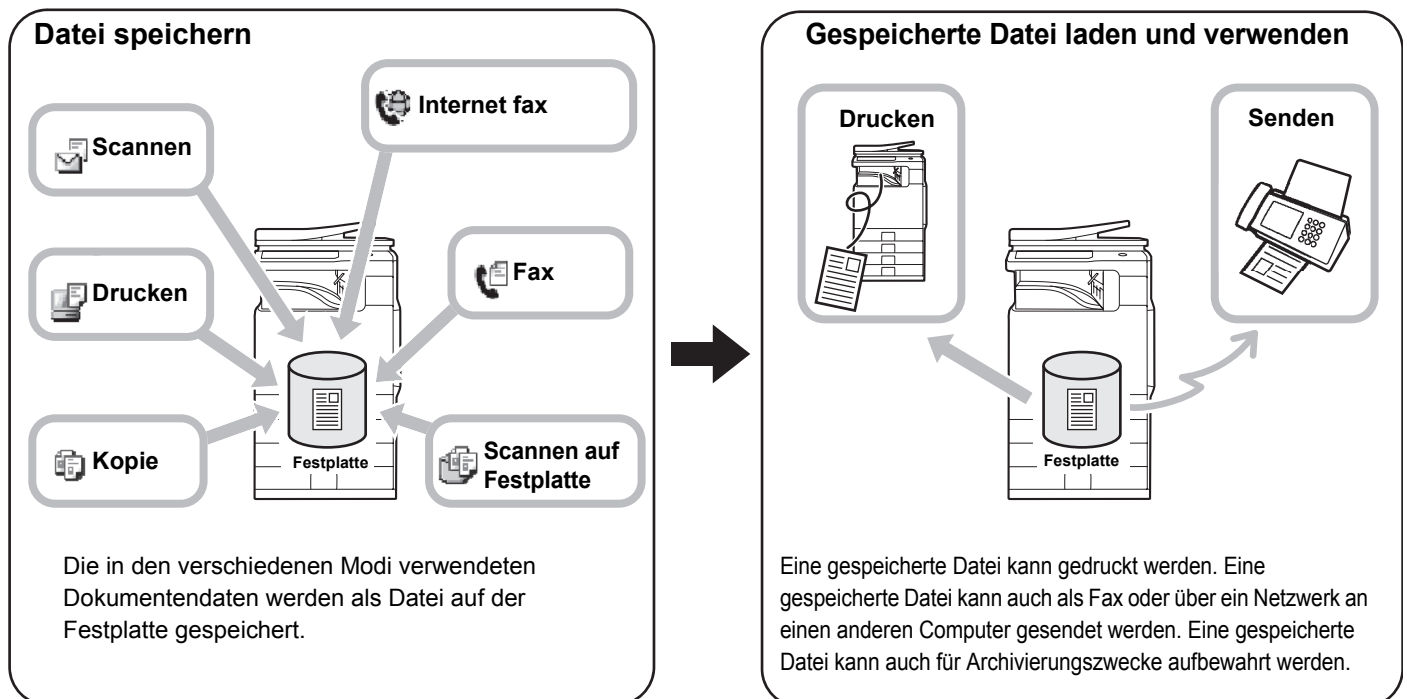 Datei speichern
Internet fax
Scannen
Drucken
Fax
Kopie
Festplatte
Scannen auf
Festplatte
Die in den verschiedenen Modi verwendeten
Dokumentendaten werden als Datei auf der
Festplatte gespeichert.
Gespeicherte Datei laden und verwenden
Drucken
Senden
Festplatte
Eine gespeicherte Datei kann gedruckt werden. Eine
gespeicherte Datei kann auch als Fax oder über ein Netzwerk an
einen anderen Computer gesendet werden. Eine gespeicherte
Datei kann auch für Archivierungszwecke aufbewahrt werden.